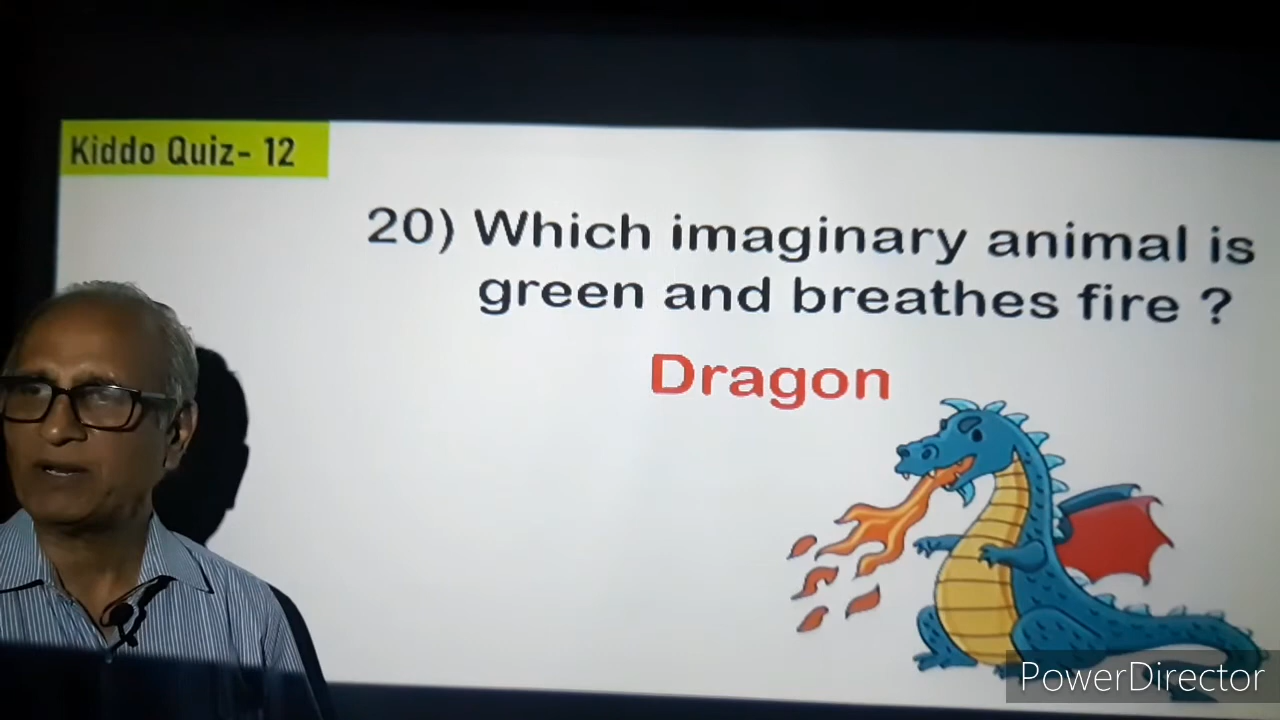 Kiddo Quiz- 12
20) Which imaginary animal is
green and breathes fire ?
Dragon
PowerDirector